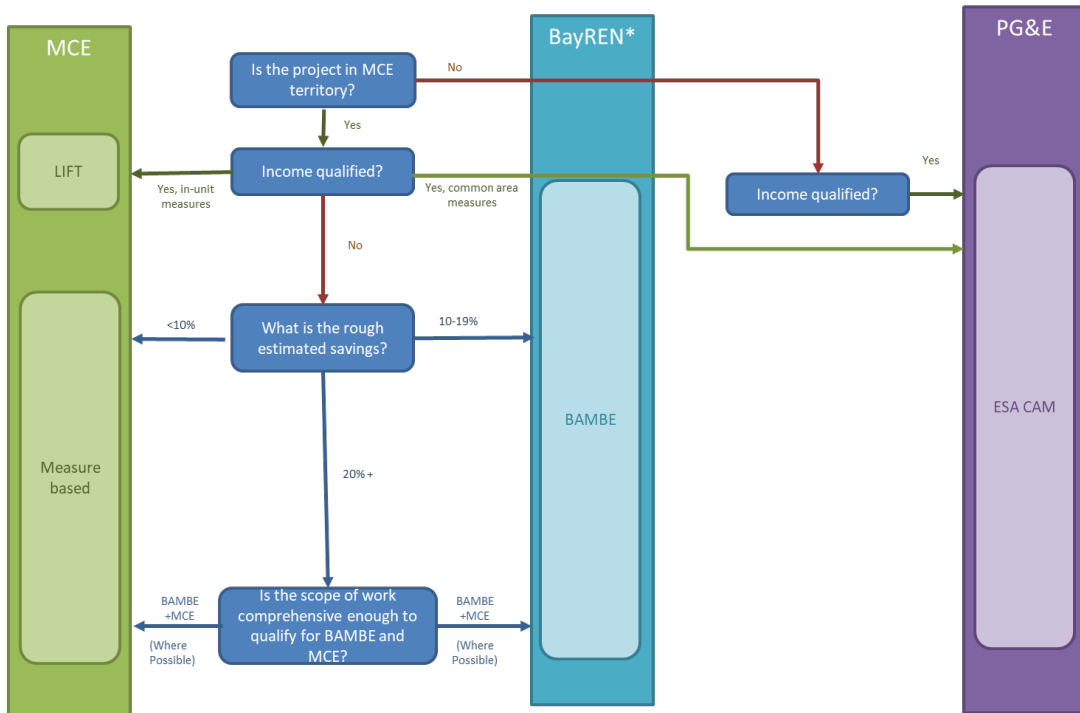 MCE
BayREN*
PG&E
Is the project in MCE
territory?
No
Yes
LIFT
Income qualified?
Yes, in-unit
measures
Yes, common area
measures
Income qualified?
Yes
No
<10%
What is the rough
estimated savings?
10-19%
BAMBE
ESA CAM
Measure
based
20% +
BAMBE
+MCE
(Where
Possible)
Is the scope of work
comprehensive enough to
qualify for BAMBE and
MCE?
BAMBE
+MCE
(Where
Possible)